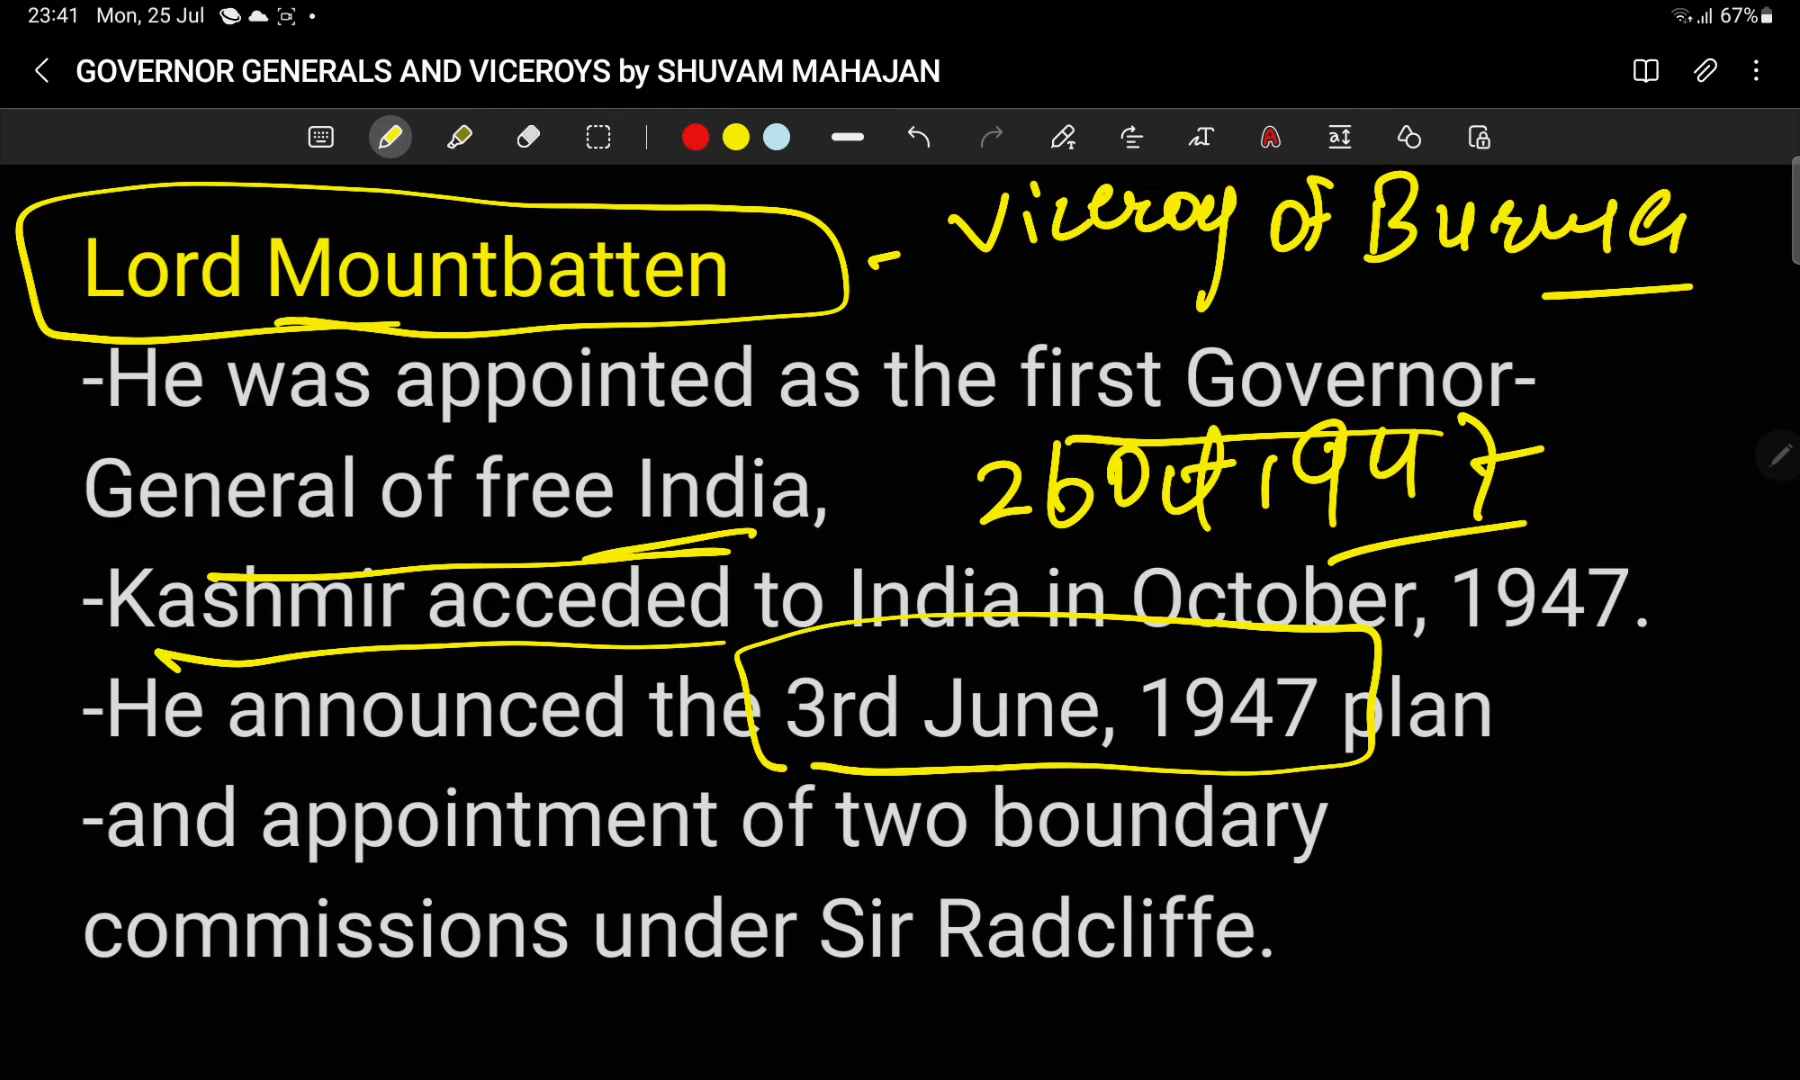 23:41 Mon, 25 Jul 67%
GOVERNOR GENERALS AND VICEROYS by SHUVAM MAHAJAN
Lord Mountbatten - Viceroy of Burma
-He was appointed as the first Governor-
General of free India, 26 Oct 1947
-Kashmir acceded to India in October, 1947.
-He announced the 3rd June, 1947 plan
-and appointment of two boundary
commissions under Sir Radcliffe.